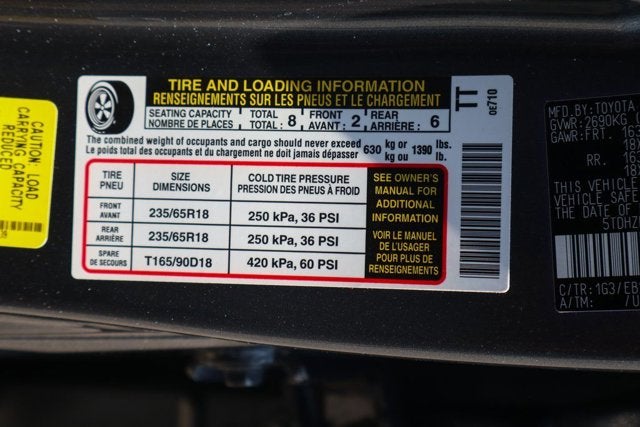 CAUTION: LOAD
CARRYING CAPACITY
REDUCED
TIRE AND LOADING INFORMATION
RENSEIGNEMENTS SUR LES PNEUS ET LE CHARGEMENT
SEATING CAPACITY TOTAL : 8 FRONT : 2 REAR : 6
NOMBRE DE PLACES TOTAL : AVANT : ARRIÈRE :
The combined weight of occupants and cargo should never exceed 630 kg or 1390 lbs.
Le poids total des occupants et du chargement ne doit jamais dépasser kg ou lb.
TIRE SIZE COLD TIRE PRESSURE
PNEU DIMENSIONS PRESSION DES PNEUS À FROID
FRONT
AVANT 235/65R18 250 kPa, 36 PSI
REAR
ARRIÈRE 235/65R18 250 kPa, 36 PSI
SPARE
DE SECOURS T165/90D18 420 kPa, 60 PSI
SEE OWNER'S
MANUAL FOR
ADDITIONAL
INFORMATION
VOIR LE MANUEL
DE L'USAGER
POUR PLUS DE
RENSEIGNEMENTS
TT
0E710
MFD.BY:TOYOTA
GVWR:2690KG
GAWR:FRT.
RR.
THIS VEHICLE
VEHICLE SAFE
THE DATE OF
5TDHZ
C/TR:1G3/EB
A/TM: